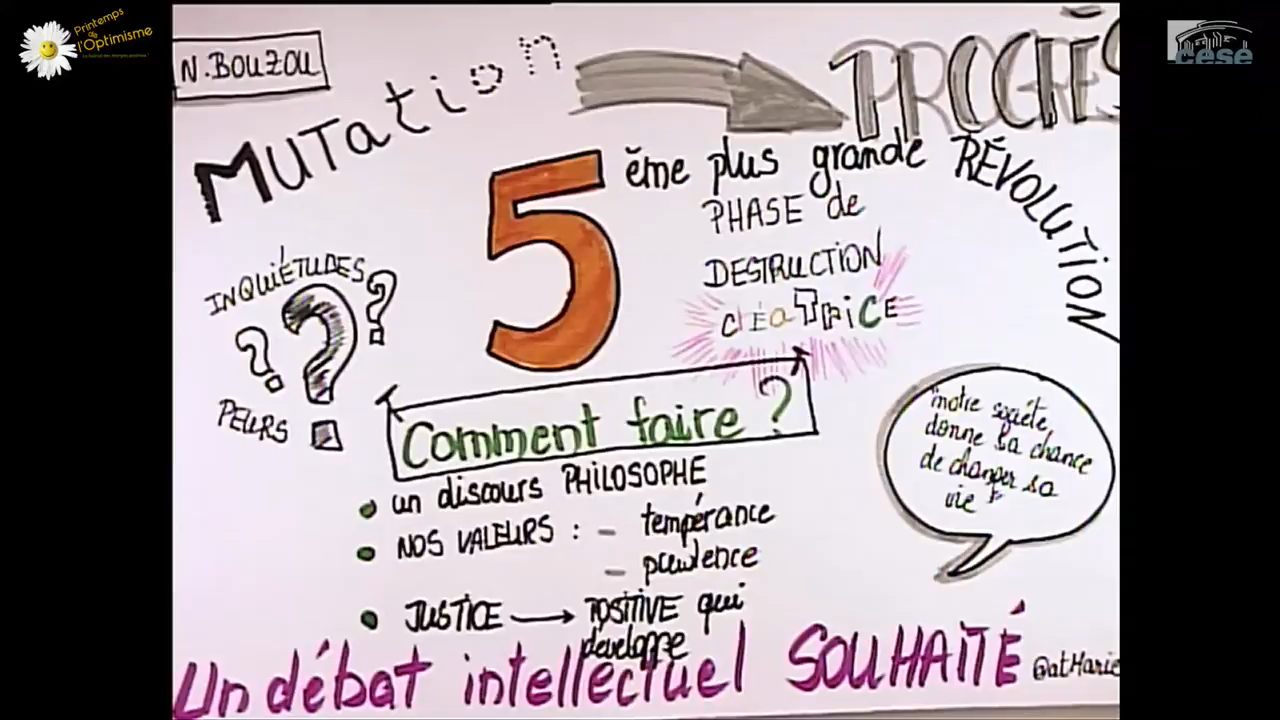 Printemps
de
l'Optimisme
cese
N. BOUZOU
MUTation
PROGRÈS
5 ème plus grande RÉVOLUTION
PHASE de
DESTRUCTION
CRÉATRICE
INQUIÉTUDES
? ? ?
PEURS
Comment faire ?
un discours PHILOSOPHE
NOS VALEURS : - tempérance
- prudence
JUSTICE → POSITIVE qui
developpe
"notre société,
donne la chance
de changer sa
vie"
Un débat intellectuel SOUHAITÉ
@atMarie